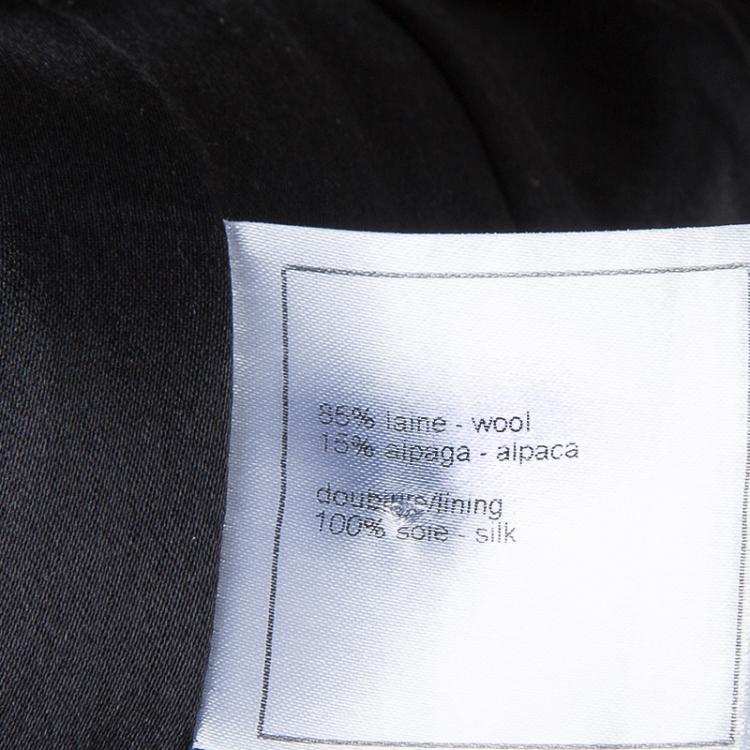 85% laine - wool
15% alpaga - alpaca
doublure/lining
100% soie - silk